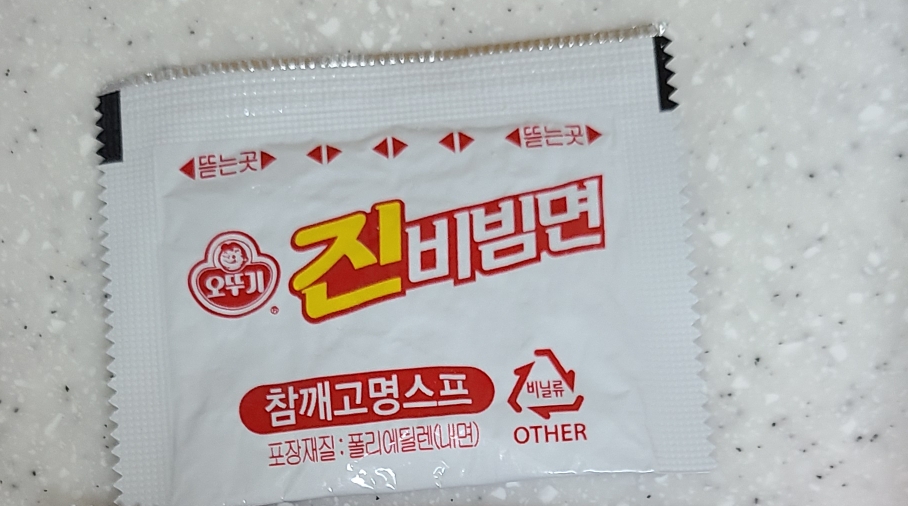 뜯는곳 뜯는곳
오뚜기 ®
진비빔면
참깨고명스프
포장재질 : 폴리에틸렌(내면)
비닐류
OTHER